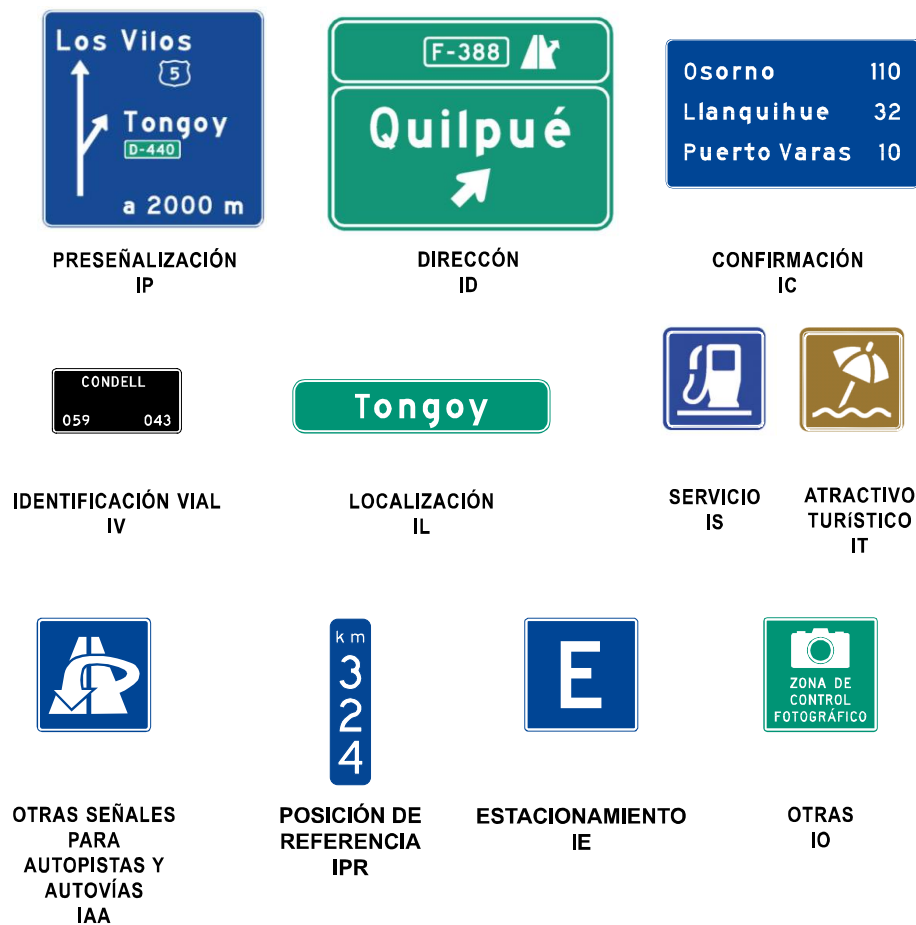 Los Vilos
5
Tongoy
D-440
a 2000 m
PRESEÑALIZACIÓN
IP
F-388
Quilpué
DIRECCÓN
ID
Osorno 110
Llanquihue 32
Puerto Varas 10
CONFIRMACIÓN
IC
CONDELL
059 043
IDENTIFICACIÓN VIAL
IV
Tongoy
LOCALIZACIÓN
IL
SERVICIO
IS
ATRACTIVO
TURÍSTICO
IT
OTRAS SEÑALES
PARA
AUTOPISTAS Y
AUTOVÍAS
IAA
km
3
2
4
POSICIÓN DE
REFERENCIA
IPR
E
ESTACIONAMIENTO
IE
ZONA DE
CONTROL
FOTOGRÁFICO
OTRAS
IO